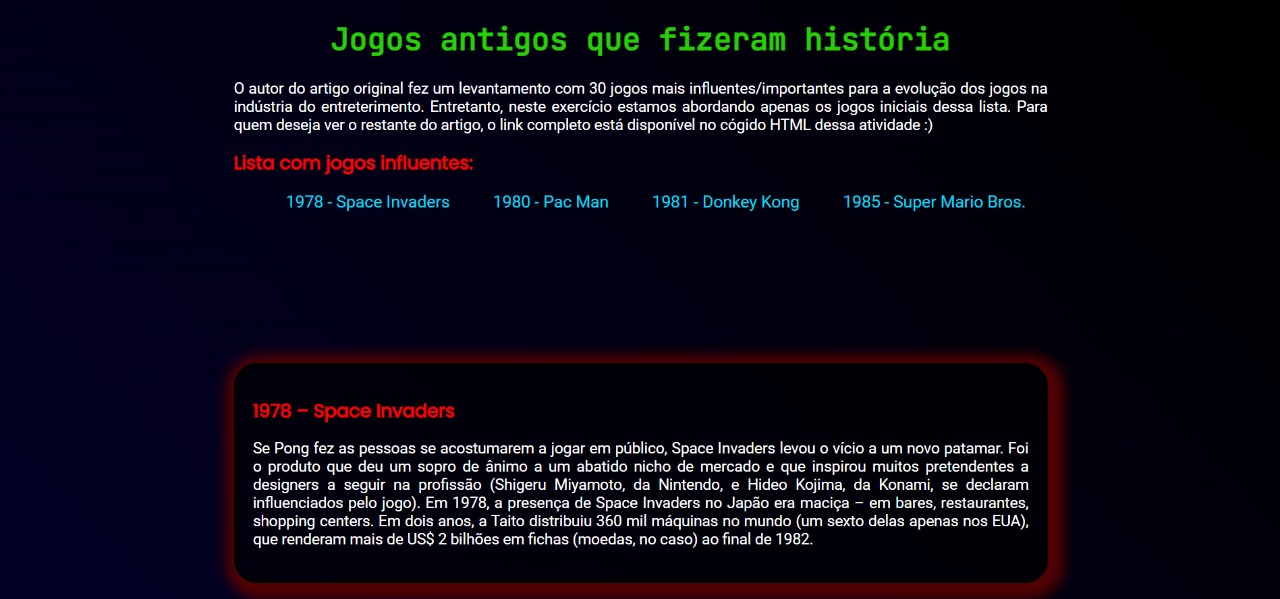 Jogos antigos que fizeram história
O autor do artigo original fez um levantamento com 30 jogos mais influentes/importantes para a evolução dos jogos na
indústria do entreterimento. Entretanto, neste exercício estamos abordando apenas os jogos iniciais dessa lista. Para
quem deseja ver o restante do artigo, o link completo está disponível no cógido HTML dessa atividade :)
Lista com jogos influentes:
1978 - Space Invaders 1980 - Pac Man 1981 - Donkey Kong 1985 - Super Mario Bros.
1978 – Space Invaders
Se Pong fez as pessoas se acostumarem a jogar em público, Space Invaders levou o vício a um novo patamar. Foi
o produto que deu um sopro de ânimo a um abatido nicho de mercado e que inspirou muitos pretendentes a
designers a seguir na profissão (Shigeru Miyamoto, da Nintendo, e Hideo Kojima, da Konami, se declaram
influenciados pelo jogo). Em 1978, a presença de Space Invaders no Japão era maciça – em bares, restaurantes,
shopping centers. Em dois anos, a Taito distribuiu 360 mil máquinas no mundo (um sexto delas apenas nos EUA),
que renderam mais de US$ 2 bilhões em fichas (moedas, no caso) ao final de 1982.